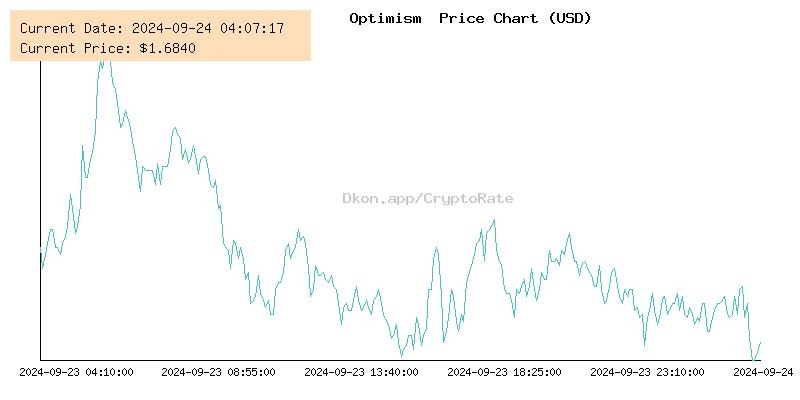 Optimism Price Chart (USD)
Current Date: 2024-09-24 04:07:17
Current Price: $1.6840
Dkon.app/CryptoRate
2024-09-23 04:10:00 2024-09-23 08:55:00 2024-09-23 13:40:00 2024-09-23 18:25:00 2024-09-23 23:10:00 2024-09-24